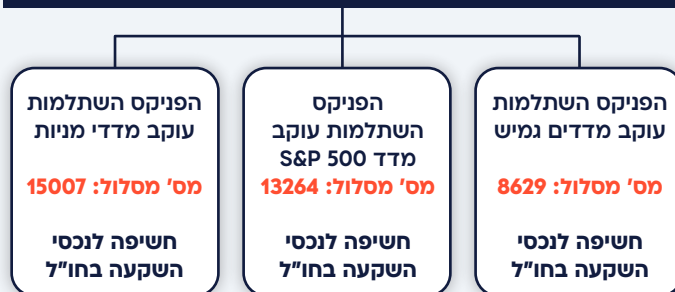 הפניקס השתלמות
עוקב מדדים גמיש
מס' מסלול: 8629
חשיפה לנכסי
השקעה בחו"ל
הפניקס
השתלמות עוקב
מדד S&P 500
מס' מסלול: 13264
חשיפה לנכסי
השקעה בחו"ל
הפניקס השתלמות
עוקב מדדי מניות
מס' מסלול: 15007
חשיפה לנכסי
השקעה בחו"ל